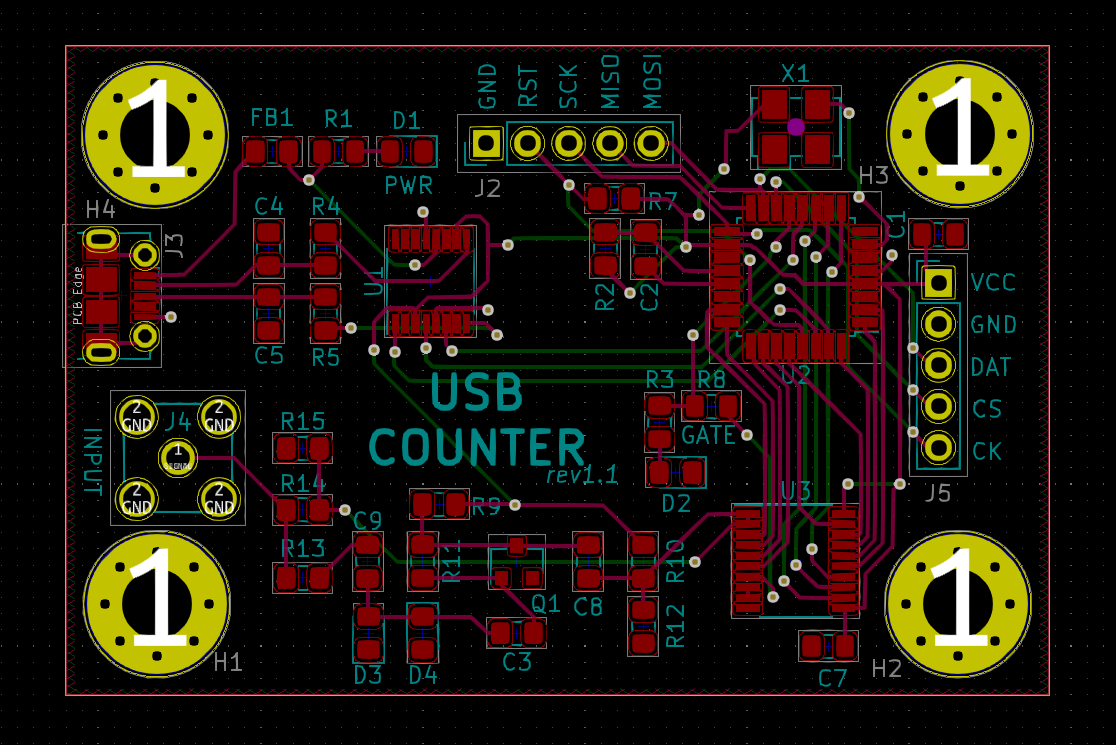 GND RST SCK MISO MOSI
X1
1
1
FB1 R1 D1
PWR
J2
H3
H4
C4 R4
R7
C1
J3
U1
R2 C2
PCB Edge
VCC
GND
DAT
CS
CK
C5 R5
U2
R3 R8
GATE
USB
COUNTER
rev1.1
D2
J5
2
GND
2
GND
J4
1
SIGNAL
INPUT
2
GND
2
GND
R15
R14
R13
R9
U3
C9
R11
R10
Q1
C8
R12
C3
D3 D4
C7
1
H1
1
H2